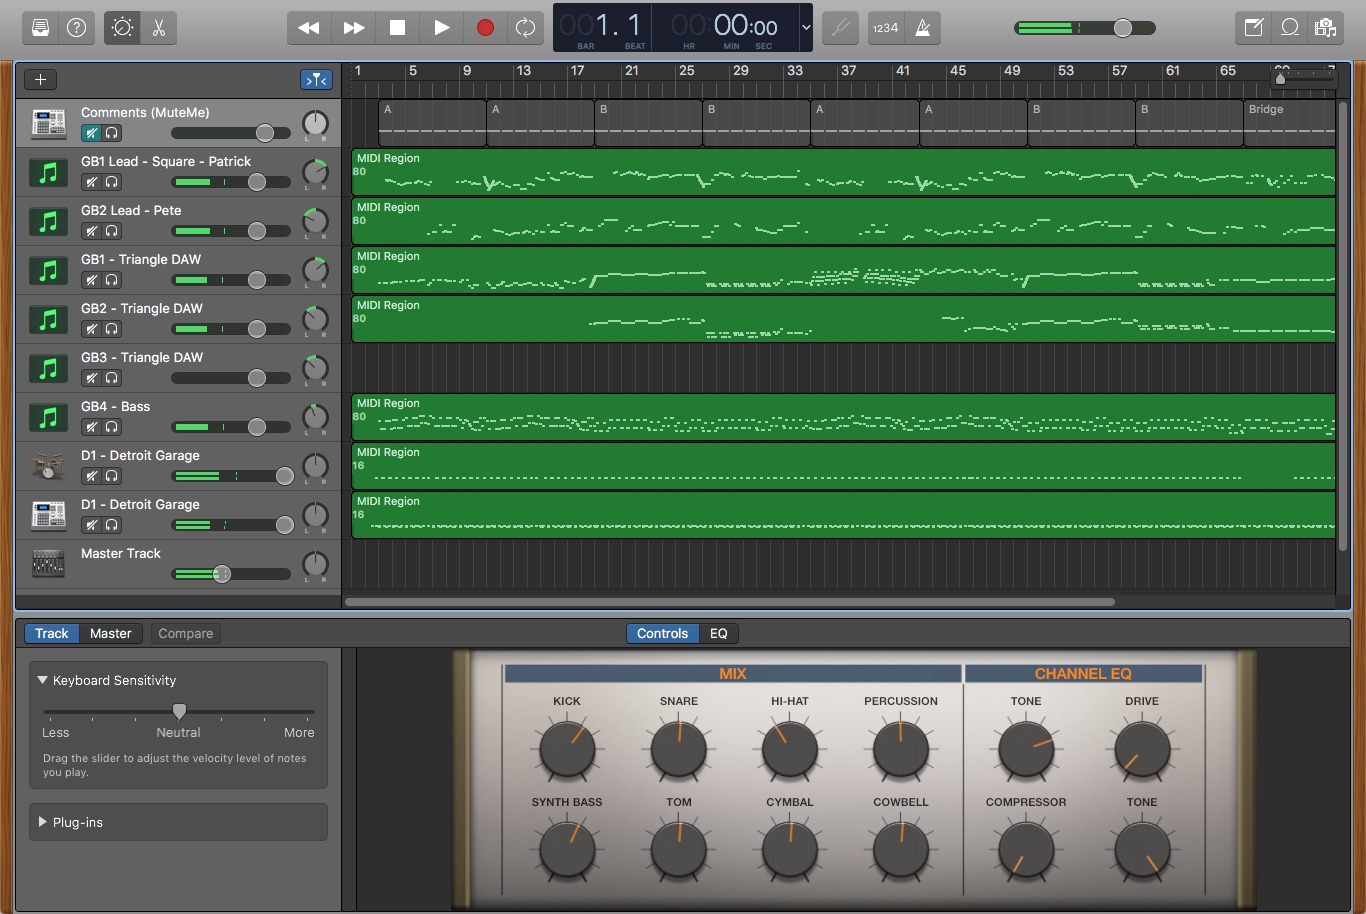 1234
001. 1
00: 00:00
BAR BEAT HR MIN SEC
1 5 9 13 17 21 25 29 33 37 41 45 49 53 57 61 65
Comments (MuteMe)
L R
A A B B A A B B Bridge
GB1 Lead - Square - Patrick
L R
MIDI Region
80
GB2 Lead - Pete
L R
MIDI Region
80
GB1 - Triangle DAW
L R
MIDI Region
80
GB2 - Triangle DAW
L R
MIDI Region
80
GB3 - Triangle DAW
L R
GB4 - Bass
L R
MIDI Region
80
D1 - Detroit Garage
L R
MIDI Region
16
D1 - Detroit Garage
L R
MIDI Region
16
Master Track
L R
Track Master Compare
Controls EQ
Keyboard Sensitivity
Less Neutral More
Drag the slider to adjust the velocity level of notes
you play.
Plug-ins
MIX CHANNEL EQ
KICK SNARE HI-HAT PERCUSSION TONE DRIVE
SYNTH BASS TOM CYMBAL COWBELL COMPRESSOR TONE